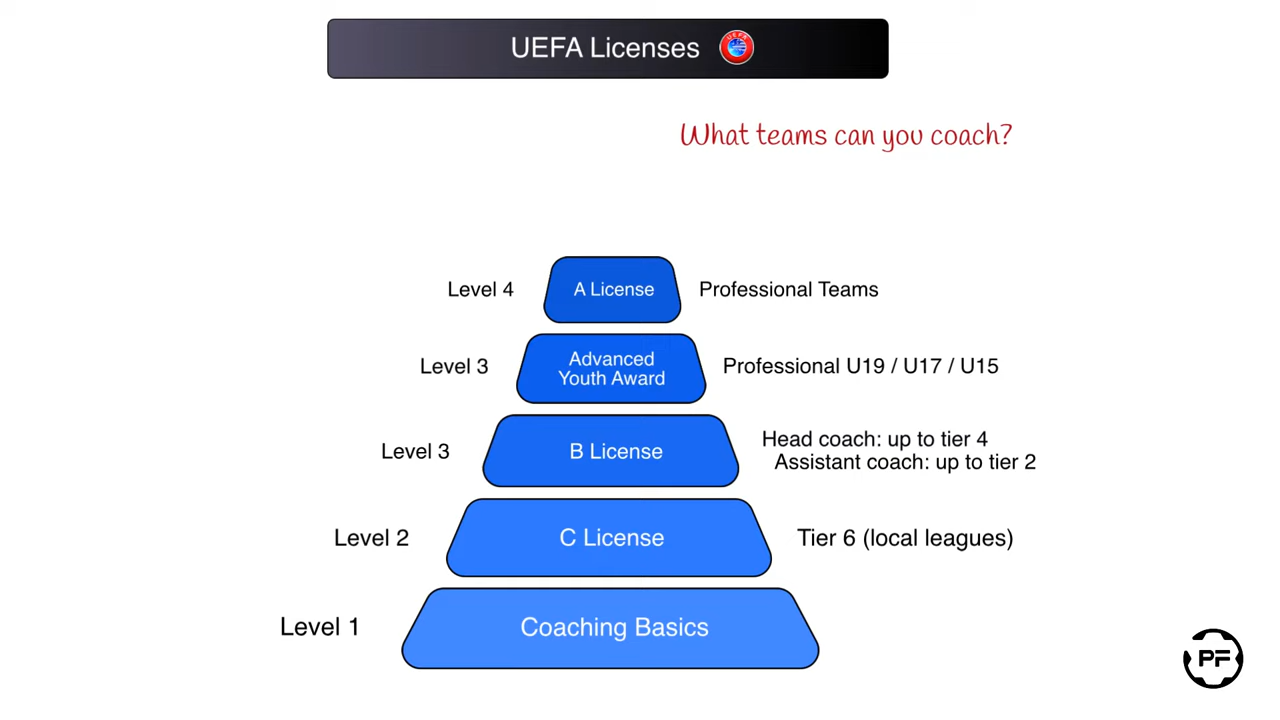 UEFA Licenses
UEFA
What teams can you coach?
Level 4
A License
Professional Teams
Level 3
Advanced
Youth Award
Professional U19 / U17 / U15
Level 3
B License
Head coach: up to tier 4
Assistant coach: up to tier 2
Level 2
C License
Tier 6 (local leagues)
Level 1
Coaching Basics
PF